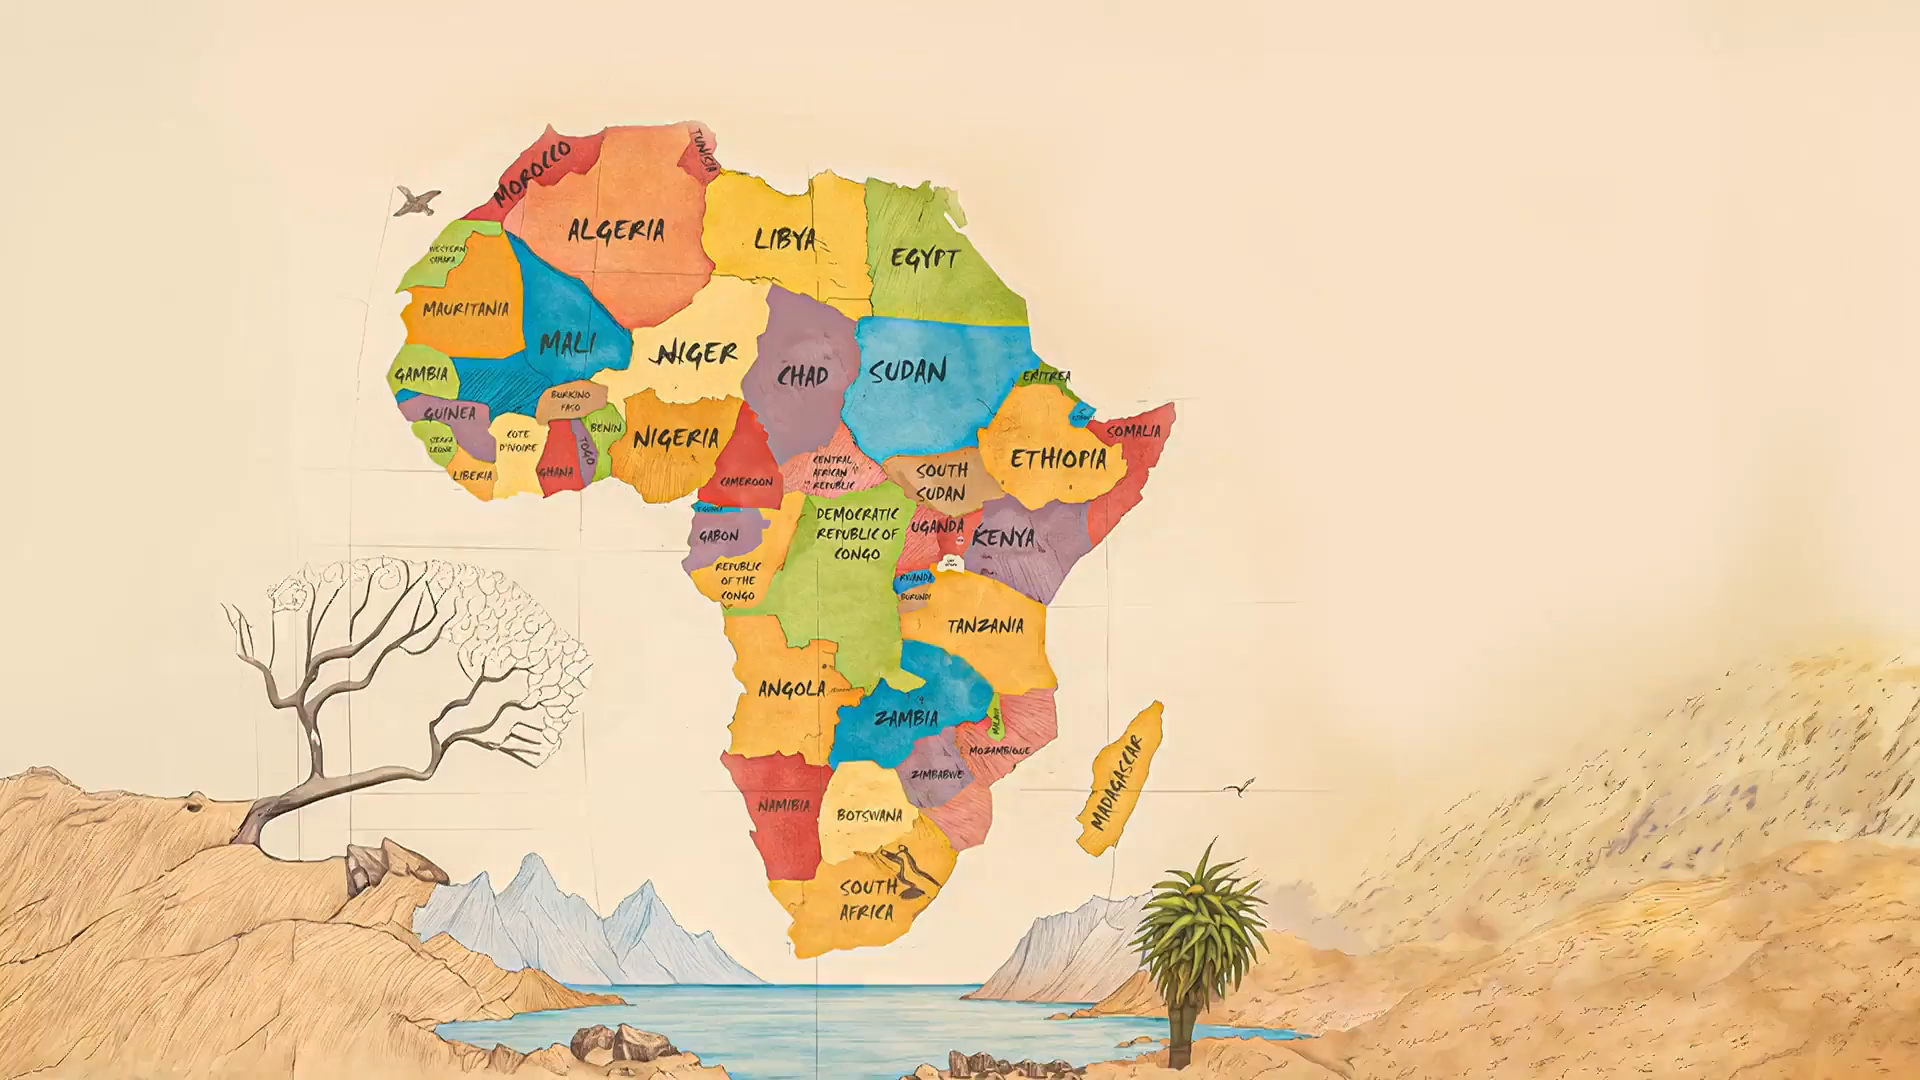 MOROCCO
TUNISIA
ALGERIA
LIBYA
EGYPT
WESTERN
SAHARA
MAURITANIA
MALI
NIGER
CHAD
SUDAN
ERITREA
GAMBIA
GUINEA
BURKINO
FASO
SIERRA
LEONE
COTE
D'IVOIRE
LIBERIA
GHANA
TOGO
BENIN
NIGERIA
CAMEROON
CENTRAL
AFRICAN
REPUBLIC
SOUTH
SUDAN
ETHIOPIA
SOMALIA
GABON
REPUBLIC
OF THE
CONGO
DEMOCRATIC
REPUBLIC OF
CONGO
UGANDA
KENYA
RWANDA
BURUNDI
TANZANIA
ANGOLA
ZAMBIA
MALAWI
MOZAMBIQUE
ZIMBABWE
NAMIBIA
BOTSWANA
MADAGASCAR
SOUTH
AFRICA